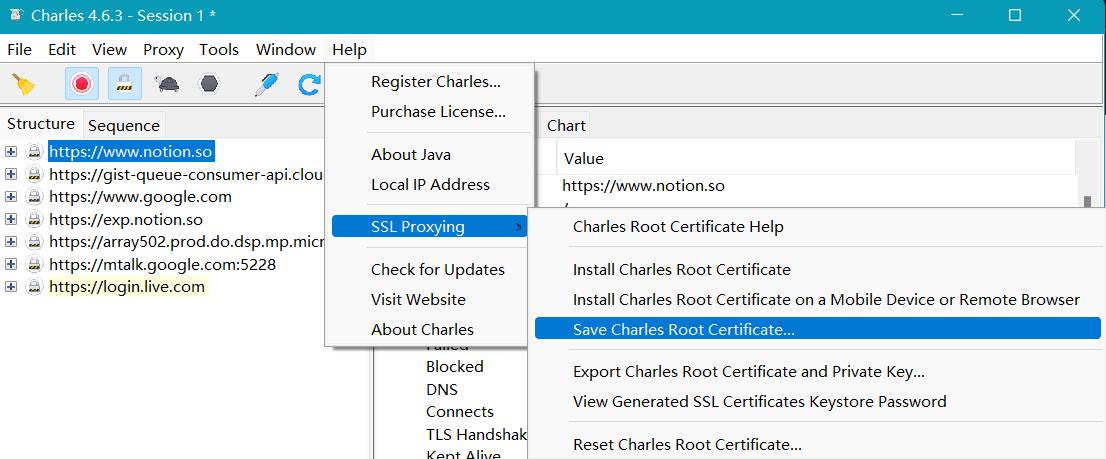 Charles 4.6.3 - Session 1 *
File Edit View Proxy Tools Window Help
Register Charles...
Purchase License...
About Java
Local IP Address
SSL Proxying
Check for Updates
Visit Website
About Charles
Structure Sequence
https://www.notion.so
https://gist-queue-consumer-api.clou
https://www.google.com
https://exp.notion.so
https://array502.prod.do.dsp.mp.micr
https://mtalk.google.com:5228
https://login.live.com
Chart
Value
https://www.notion.so
Charles Root Certificate Help
Install Charles Root Certificate
Install Charles Root Certificate on a Mobile Device or Remote Browser
Save Charles Root Certificate...
Export Charles Root Certificate and Private Key...
View Generated SSL Certificates Keystore Password
Reset Charles Root Certificate...
Failed
Blocked
DNS
Connects
TLS Handshak
Kept Alive